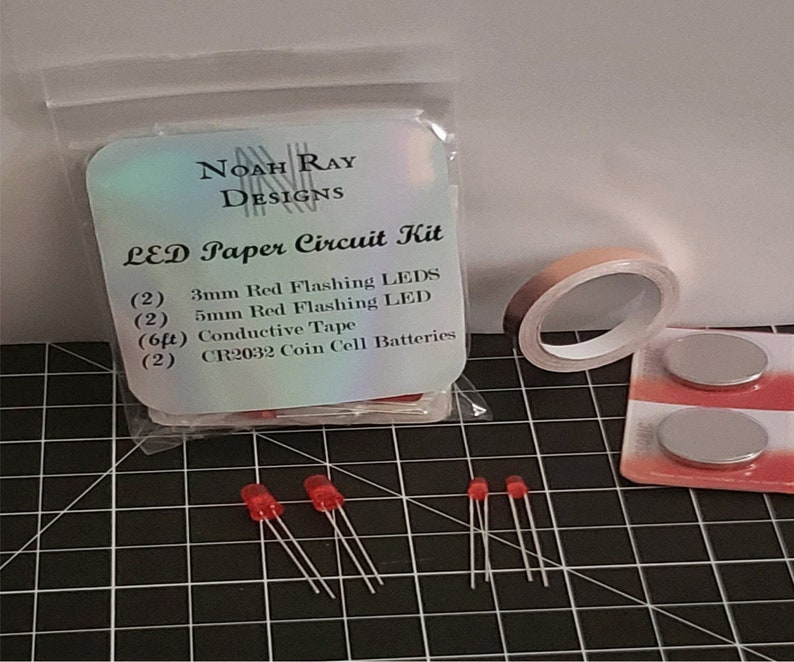 NOAH RAY
DESIGNS
LED Paper Circuit Kit
(2) 3mm Red Flashing LEDS
(2) 5mm Red Flashing LED
(6ft) Conductive Tape
(2) CR2032 Coin Cell Batteries